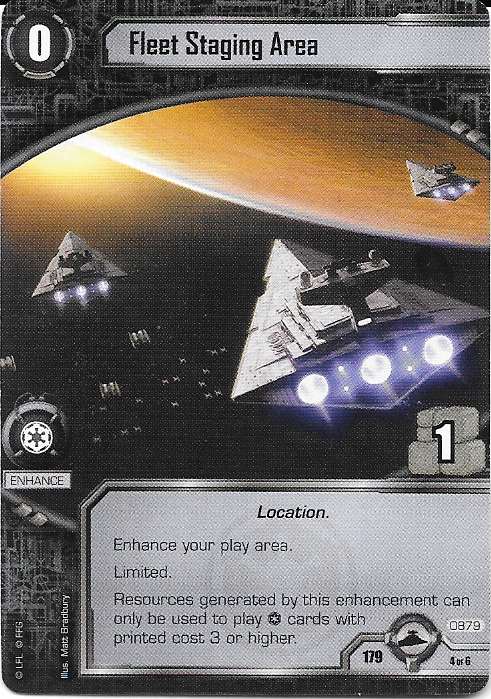 0
Fleet Staging Area
1
ENHANCE
Location.
Enhance your play area.
Limited.
Resources generated by this enhancement can
only be used to play cards with
printed cost 3 or higher.
0879
179
4 of 6
© LFL © FFG
Illus. Matt Bradbury